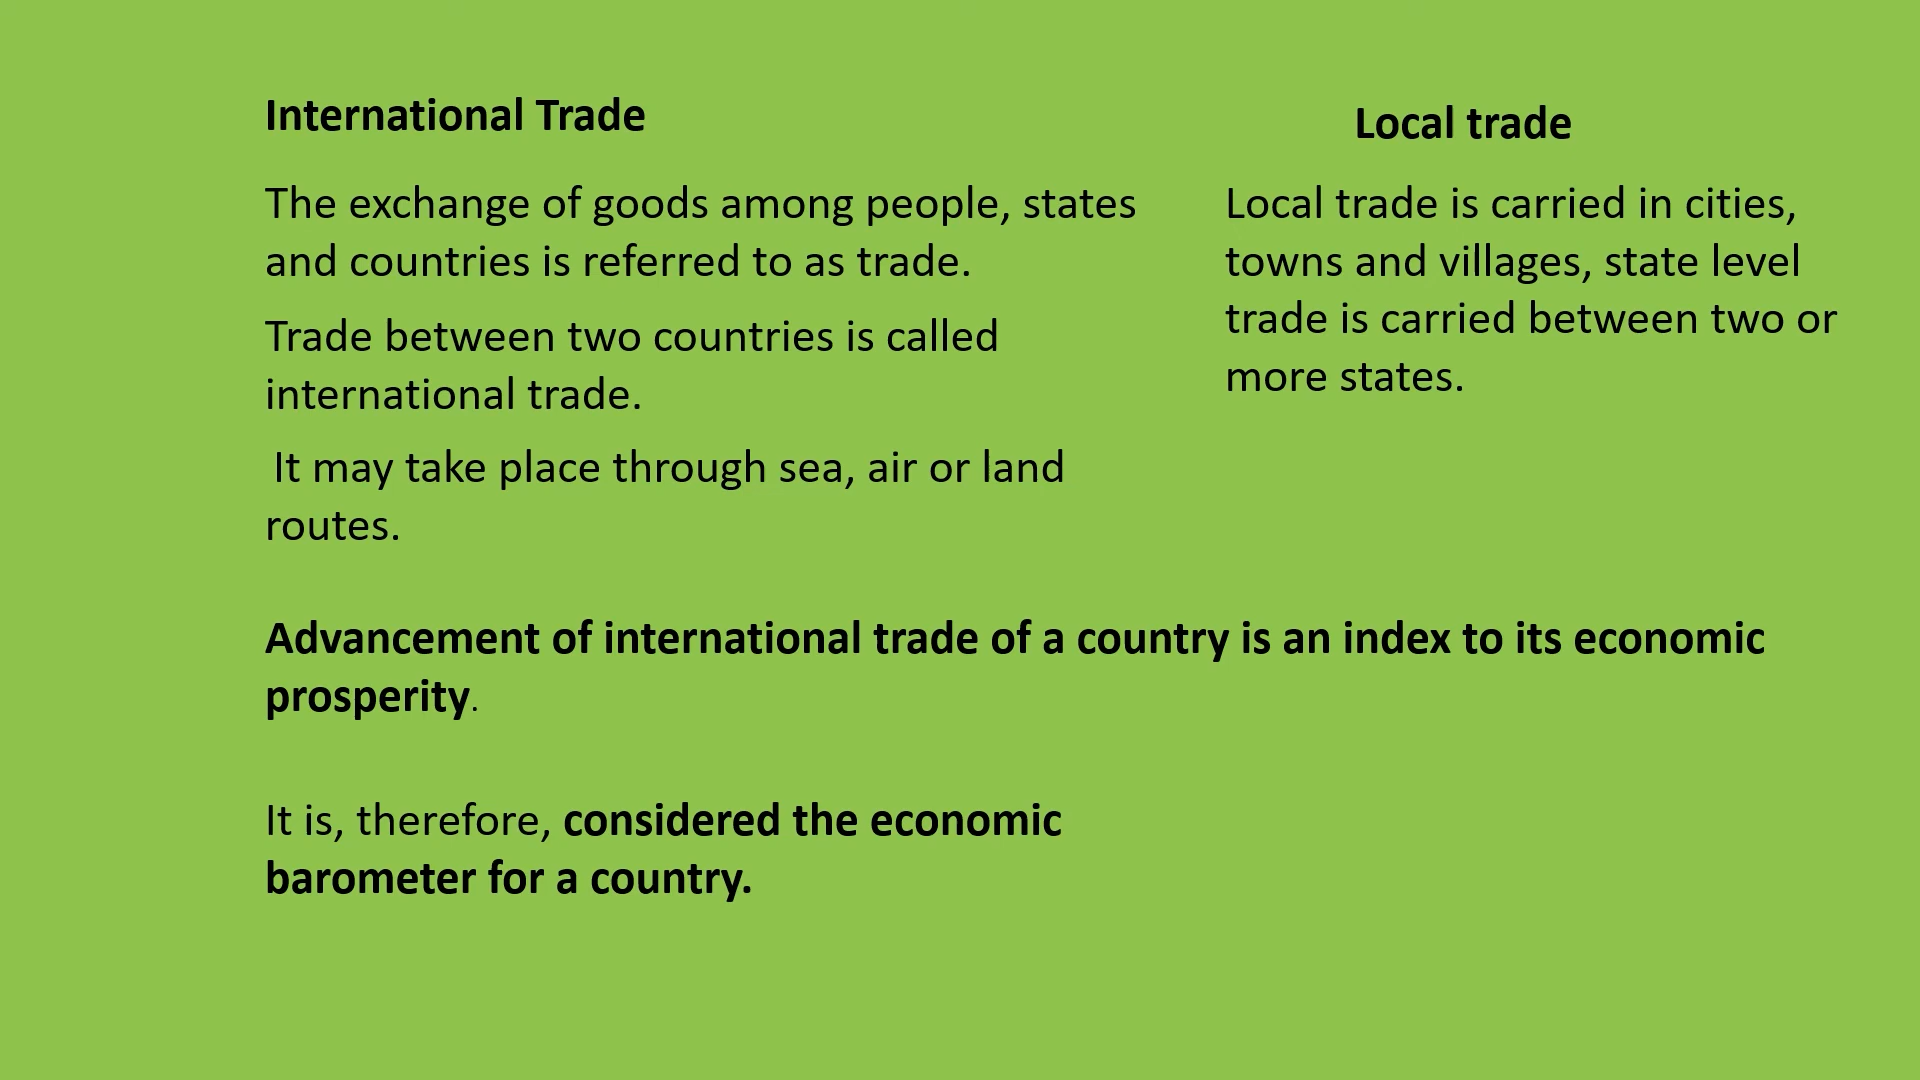 International Trade
The exchange of goods among people, states
and countries is referred to as trade.
Trade between two countries is called
international trade.
It may take place through sea, air or land
routes.
Local trade
Local trade is carried in cities,
towns and villages, state level
trade is carried between two or
more states.
Advancement of international trade of a country is an index to its economic
prosperity.
It is, therefore, considered the economic
barometer for a country.